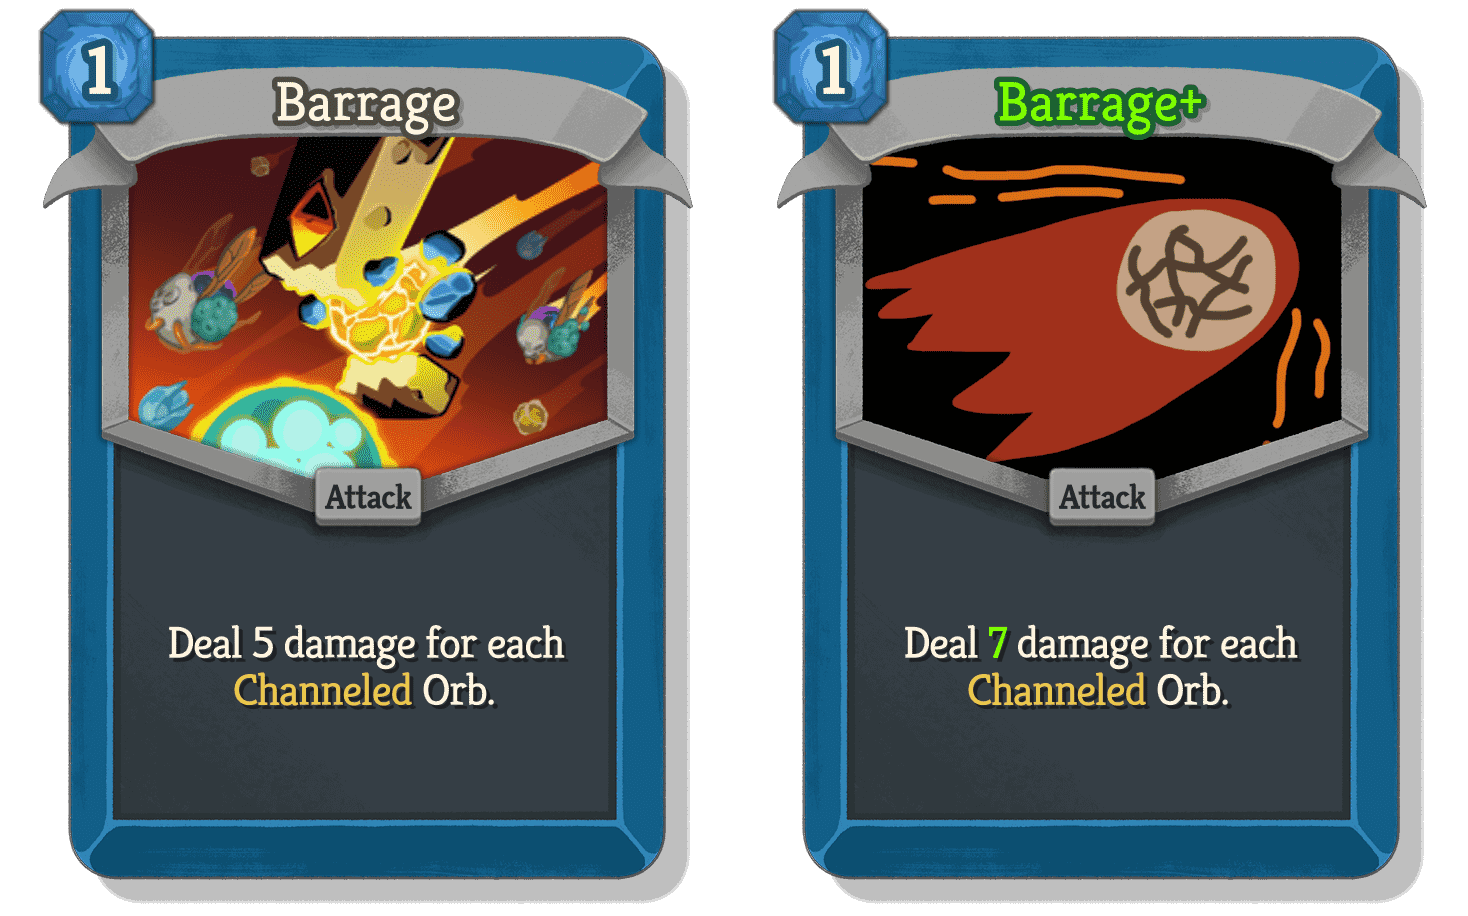 1
Barrage
Attack
Deal 5 damage for each
Channeled Orb.
1
Barrage+
Attack
Deal 7 damage for each
Channeled Orb.